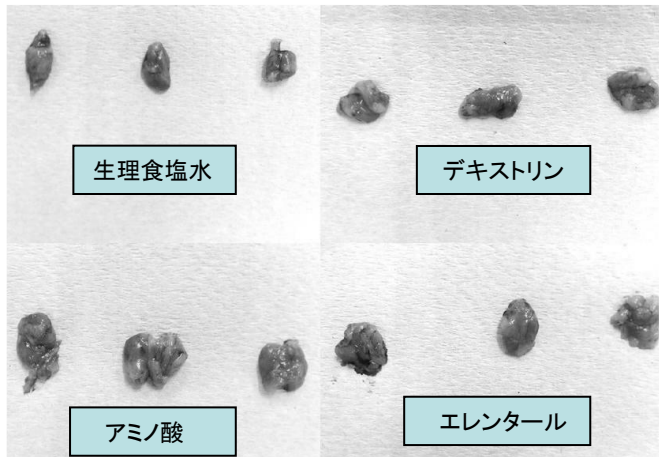 生理食塩水
デキストリン
アミノ酸
エレンタール